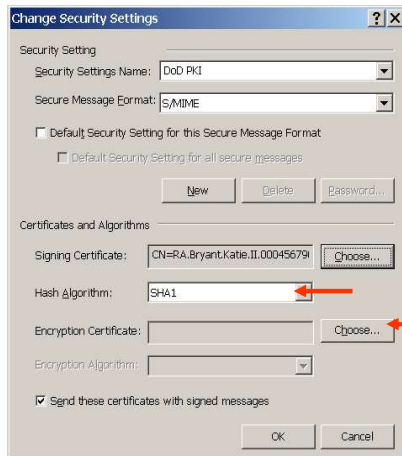 Change Security Settings
Security Setting
Security Settings Name: DoD PKI
Secure Message Format: S/MIME
Default Security Setting for this Secure Message Format
Default Security Setting for all secure messages
New Delete Password...
Certificates and Algorithms
Signing Certificate: CN=RA.Bryant.Katie.II.000456790 Choose...
Hash Algorithm: SHA1
Encryption Certificate: Choose...
Encryption Algorithm:
Send these certificates with signed messages
OK Cancel